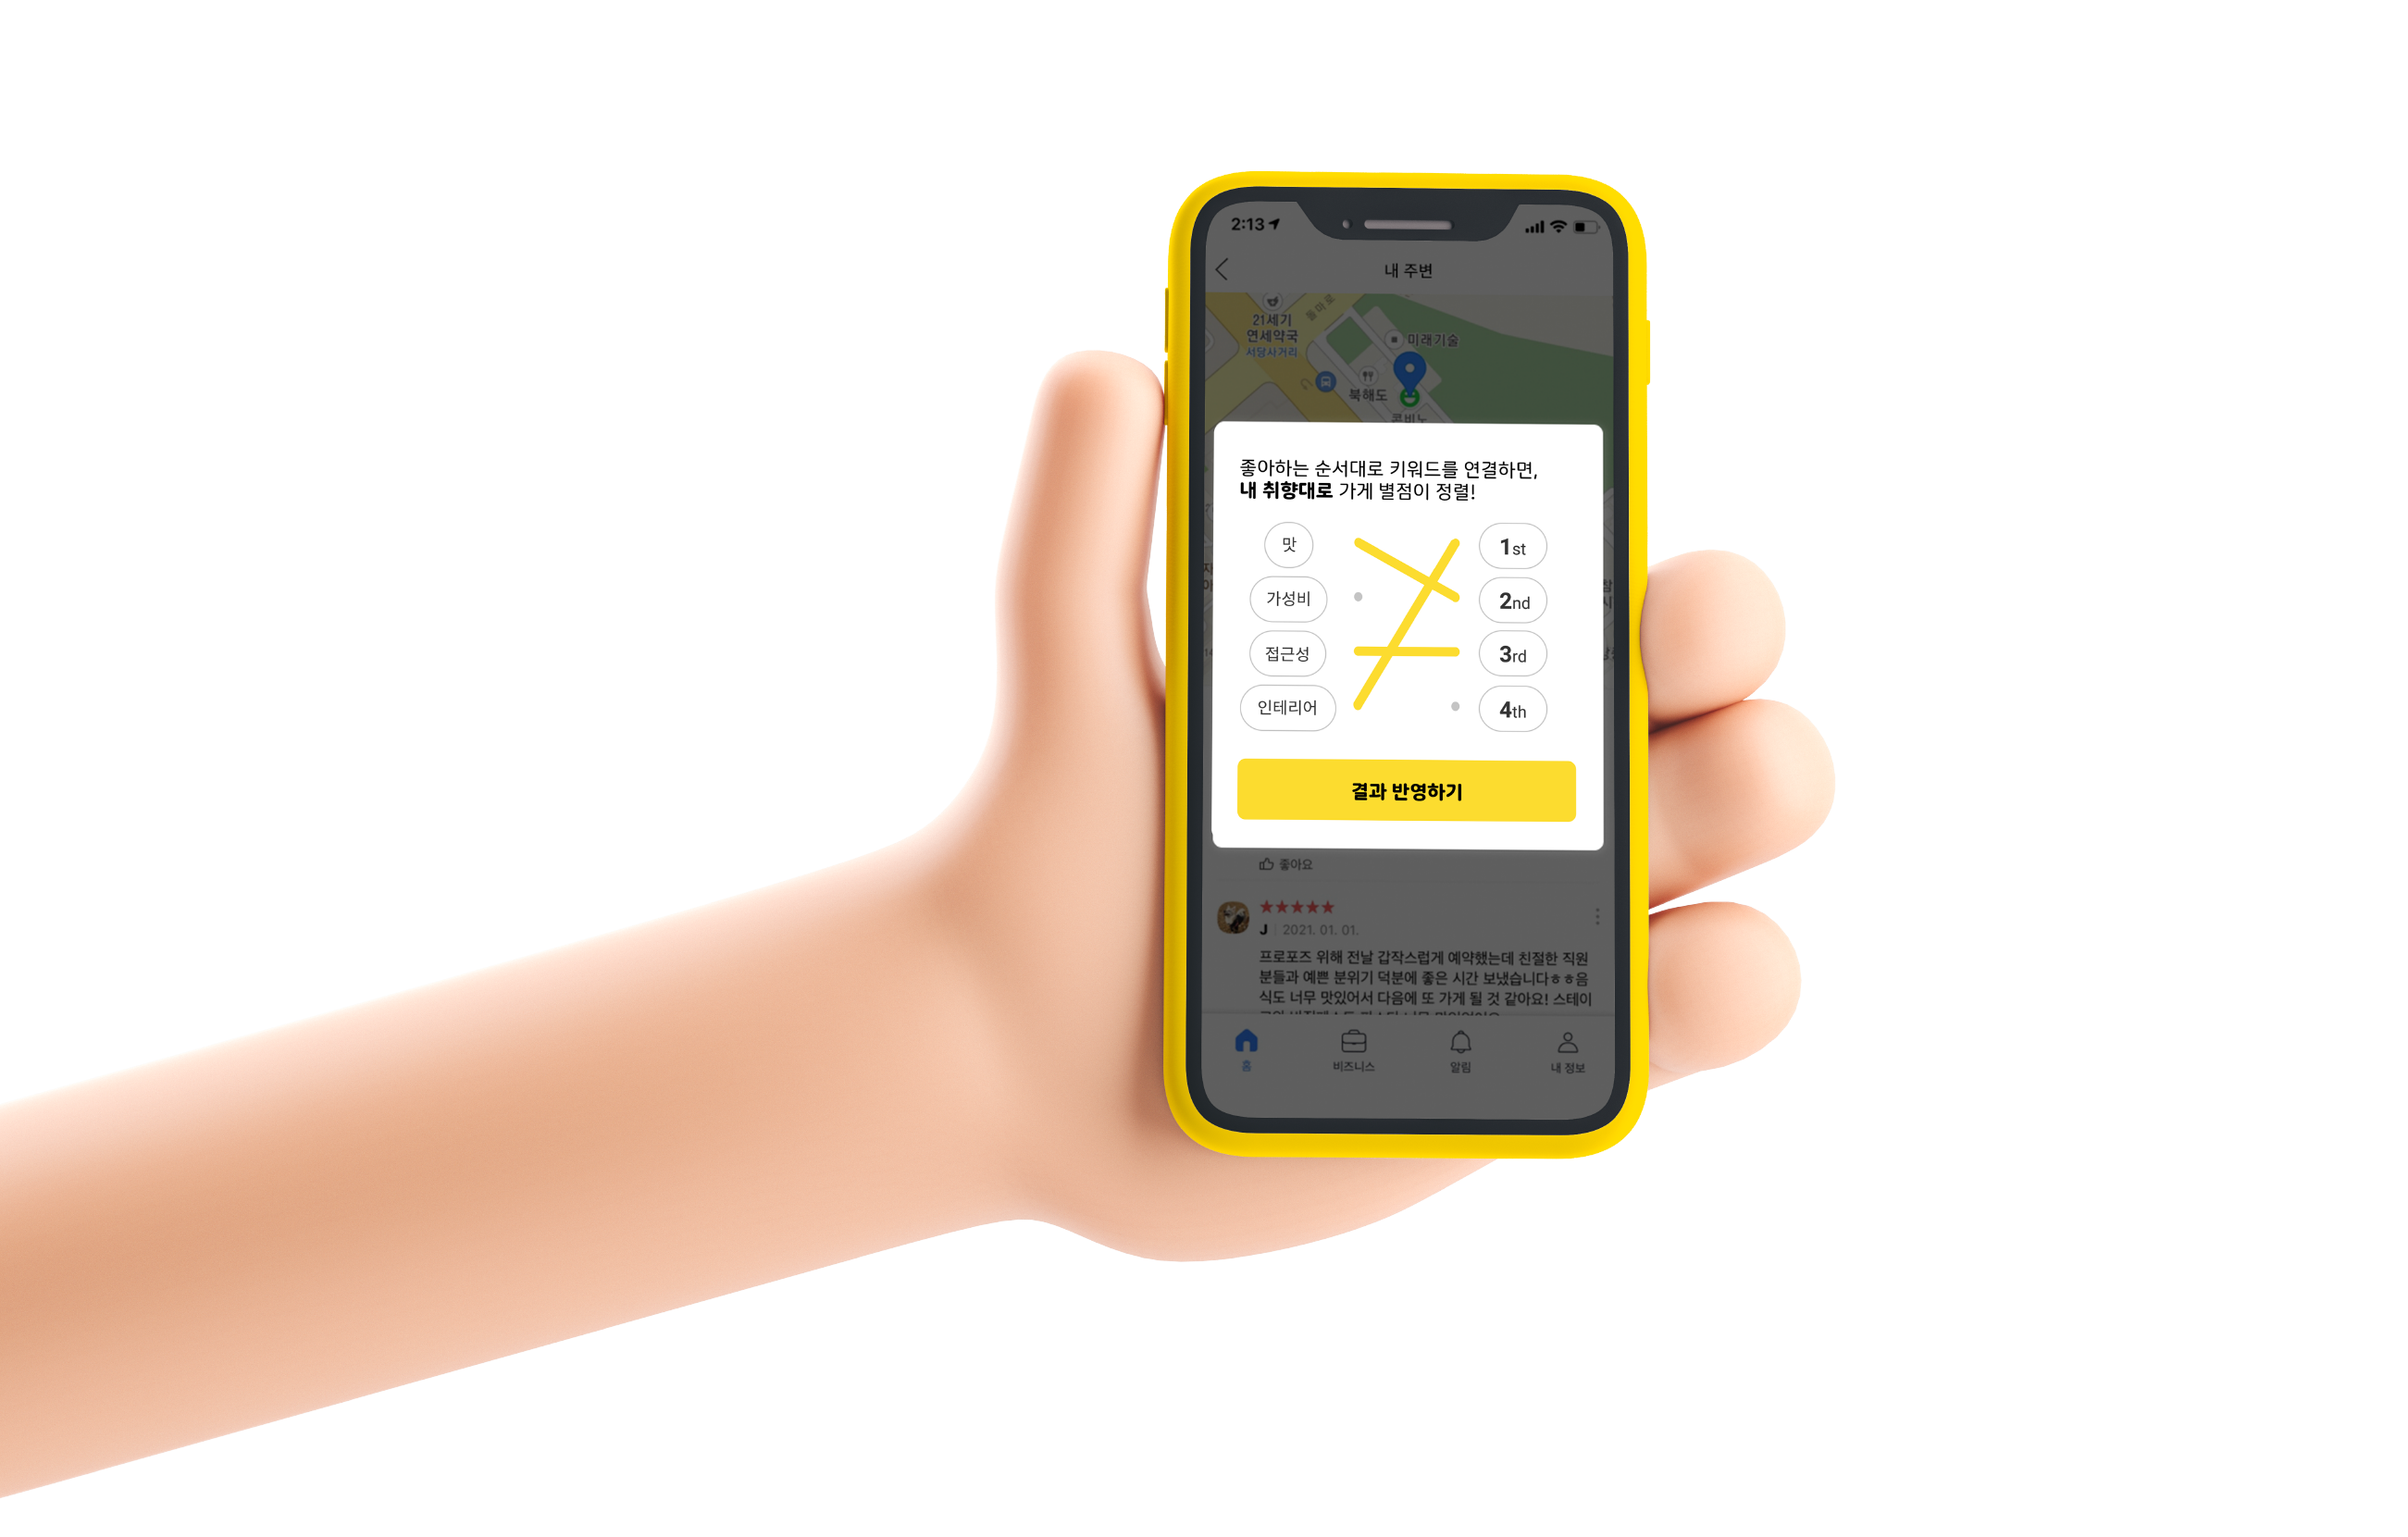 2:13
내 주변
돌마로
21세기
연세약국
서당사거리
미래기술
북해도
콘비노
좋아하는 순서대로 키워드를 연결하면,
내 취향대로 가게 별점이 정렬!
맛
1st
가성비
2nd
접근성
3rd
인테리어
4th
결과 반영하기
좋아요
J | 2021. 01. 01.
프로포즈 위해 전날 갑작스럽게 예약했는데 친절한 직원
분들과 예쁜 분위기 덕분에 좋은 시간 보냈습니다ㅎㅎ음
식도 너무 맛있어서 다음에 또 가게 될 것 같아요! 스테이
홈
비즈니스
알림
내 정보